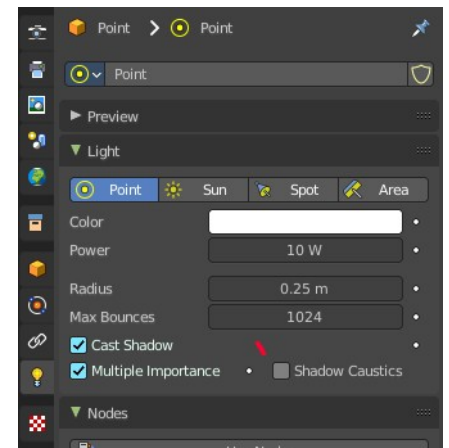 Point Point
Point
Preview
Light
Point Sun Spot Area
Color
Power 10 W
Radius 0.25 m
Max Bounces 1024
Cast Shadow
Multiple Importance Shadow Caustics
Nodes